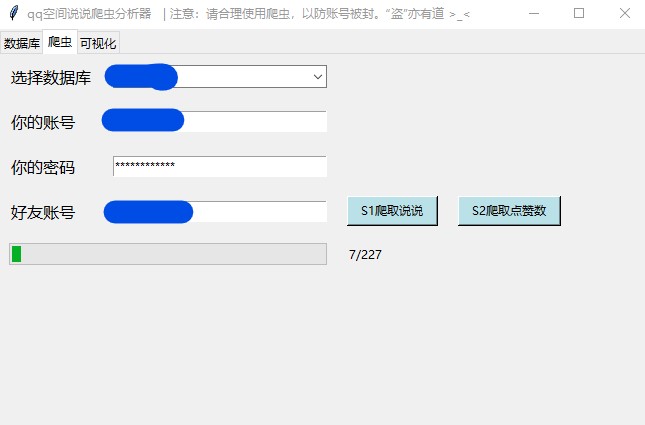 qq空间说说爬虫分析器 | 注意：请合理使用爬虫，以防账号被封。“盗”亦有道 >_<
数据库 爬虫 可视化
选择数据库
你的账号
你的密码 ************
好友账号 S1爬取说说 S2爬取点赞数
7/227